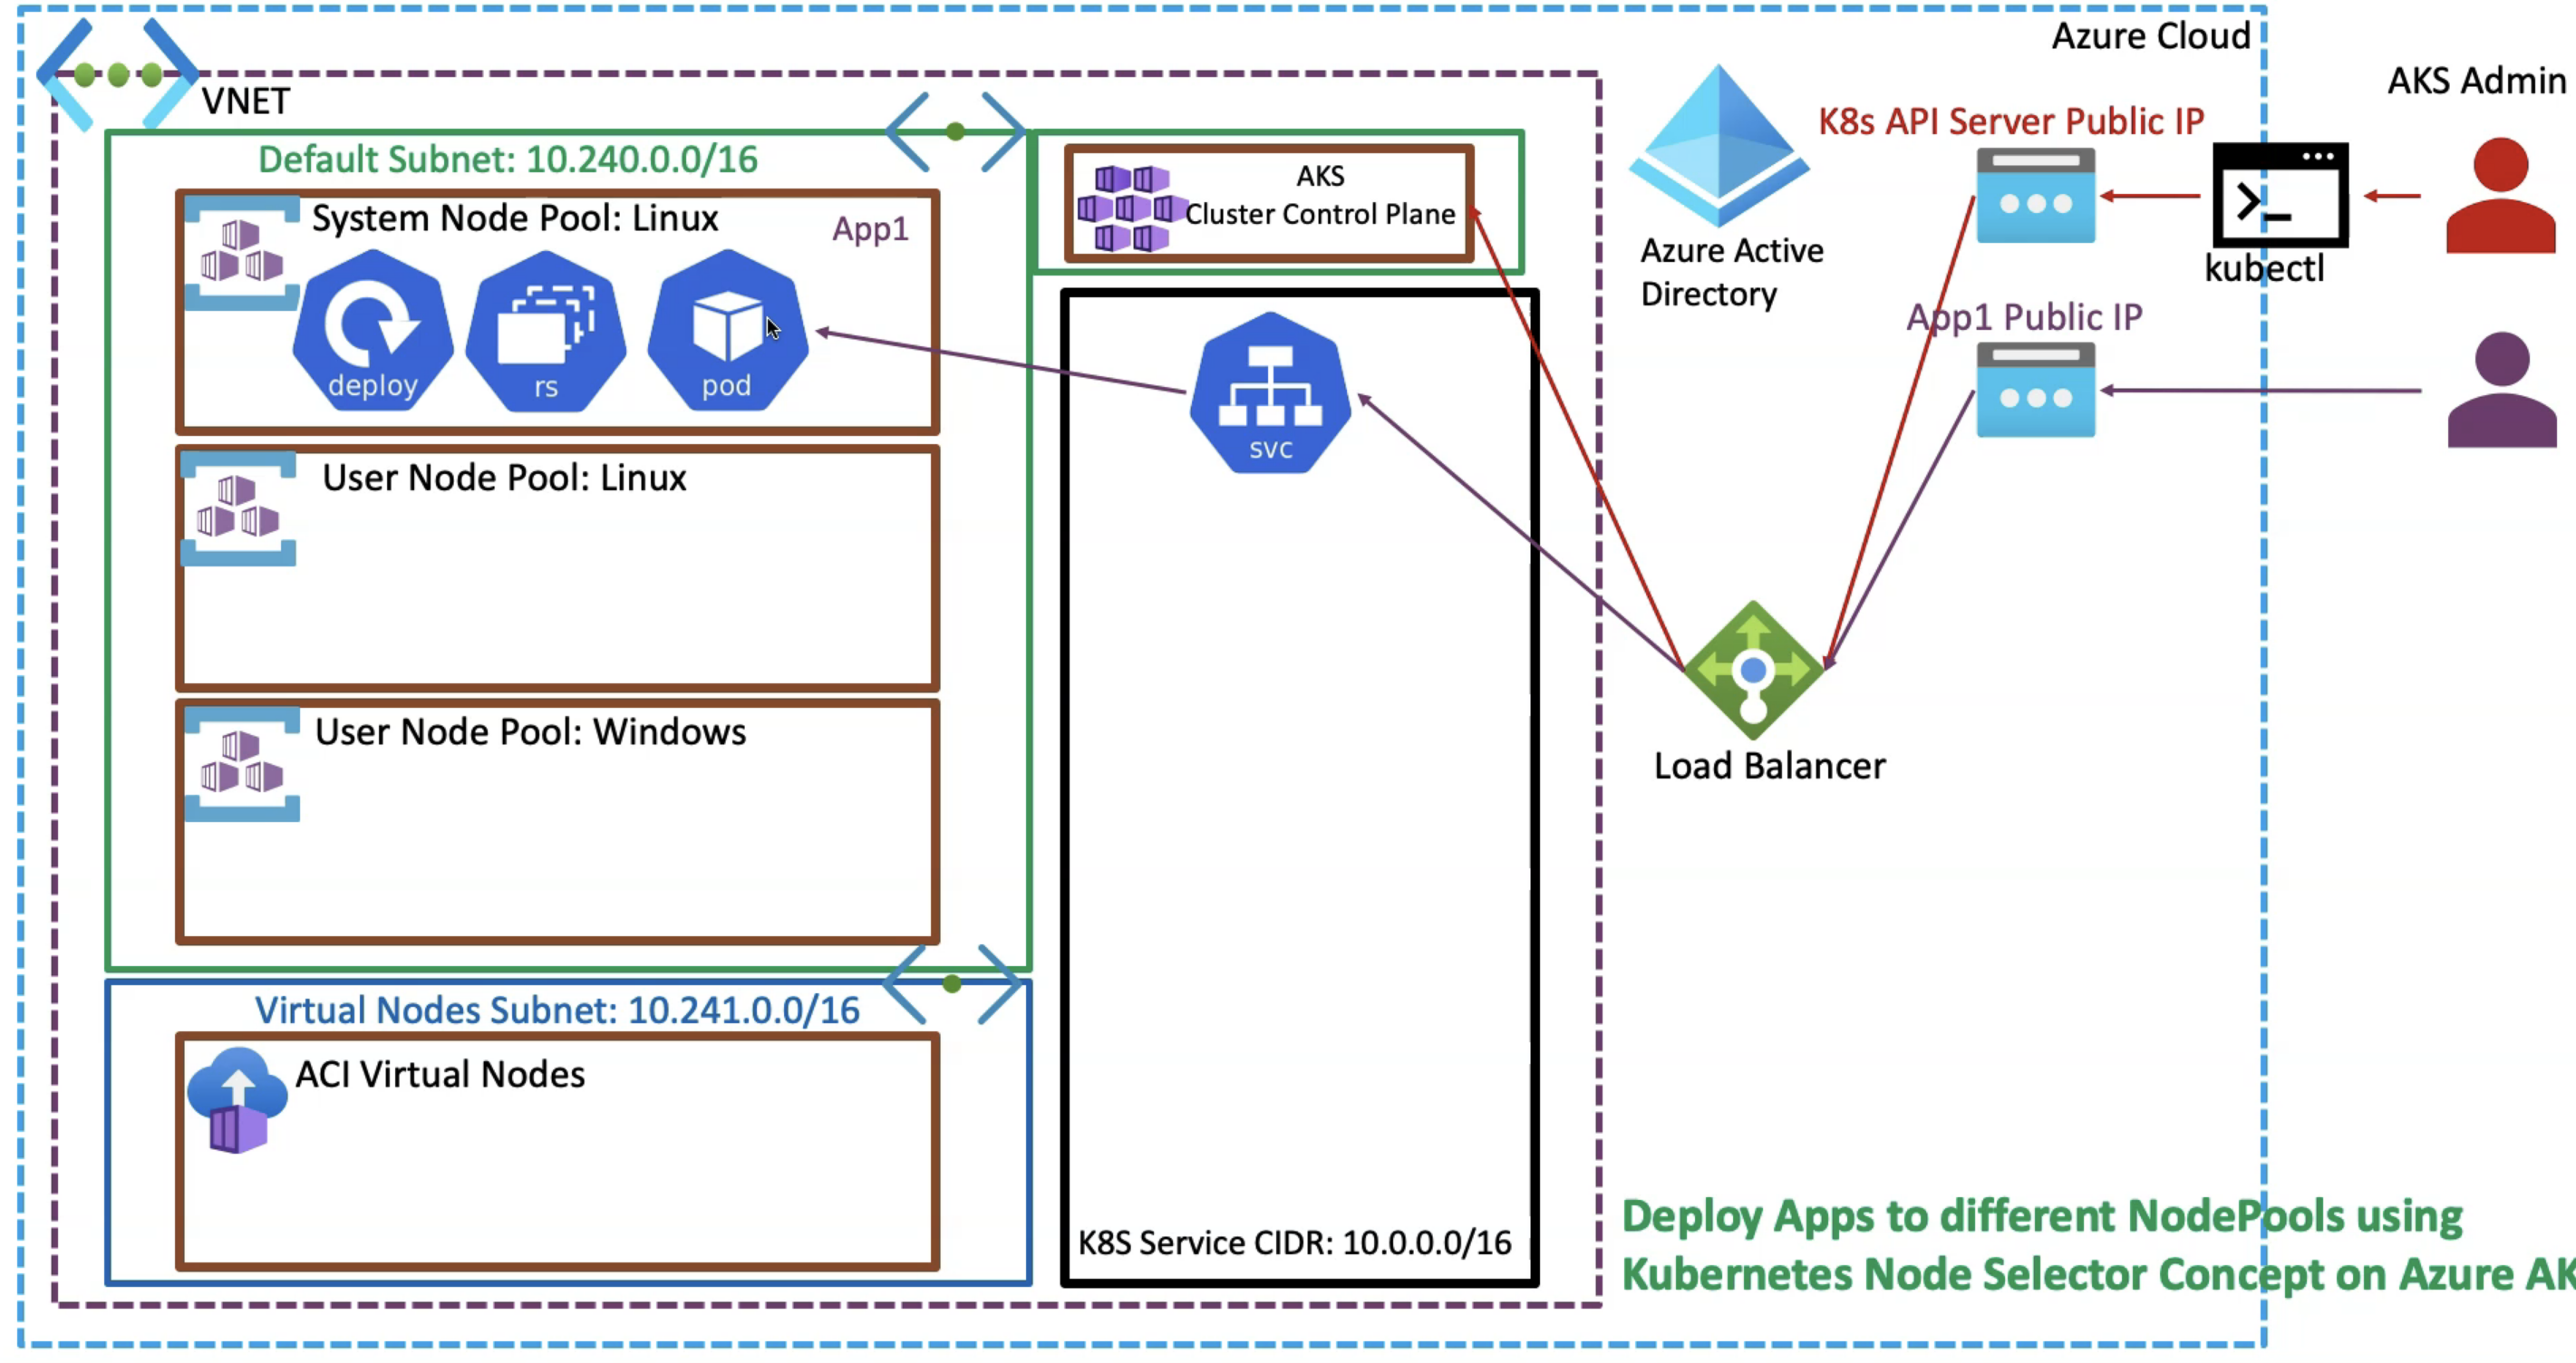 Azure Cloud
AKS Admin
VNET
K8s API Server Public IP
Default Subnet: 10.240.0.0/16
AKS
Cluster Control Plane
System Node Pool: Linux
App1
Azure Active
Directory
kubectl
App1 Public IP
deploy
rs
pod
svc
User Node Pool: Linux
User Node Pool: Windows
Load Balancer
Virtual Nodes Subnet: 10.241.0.0/16
ACI Virtual Nodes
K8S Service CIDR: 10.0.0.0/16
Deploy Apps to different NodePools using
Kubernetes Node Selector Concept on Azure AK